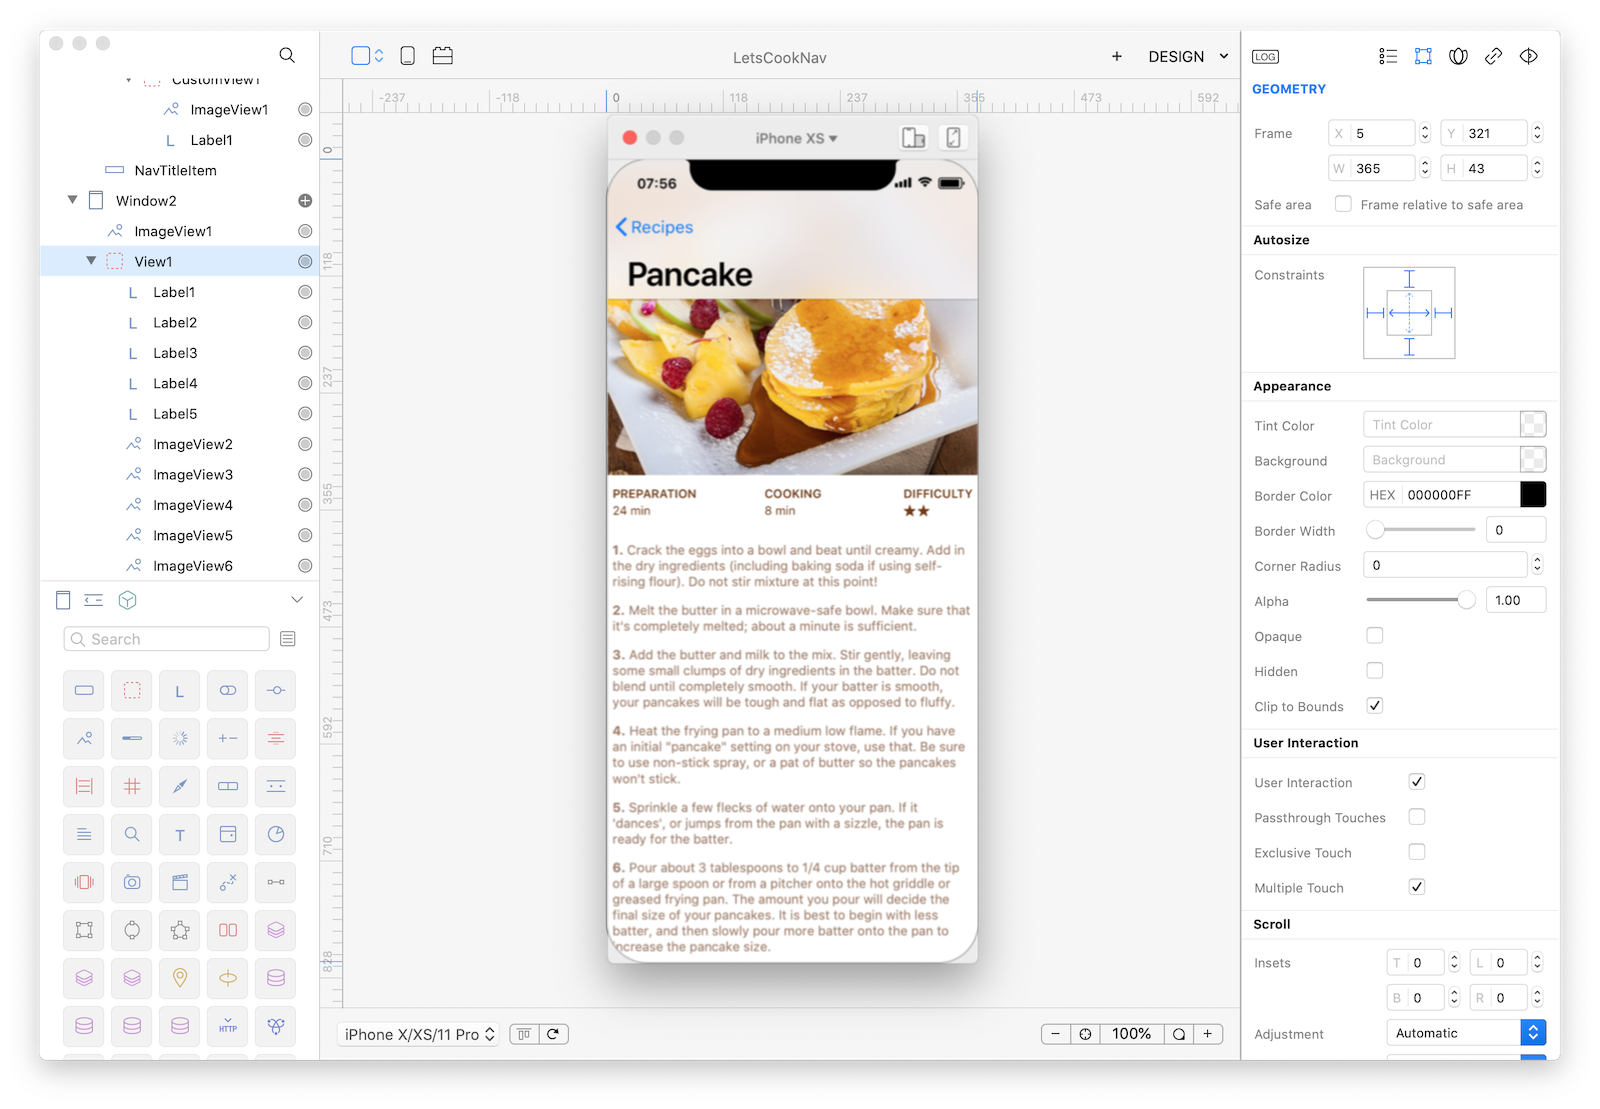 LetsCookNav
DESIGN
CustomView1
ImageView1
Label1
NavTitleItem
Window2
ImageView1
View1
Label1
Label2
Label3
Label4
Label5
ImageView2
ImageView3
ImageView4
ImageView5
ImageView6
Search
L
T
HTTP
-237
-118
0
118
237
355
473
592
0
118
237
355
473
592
710
828
iPhone XS
07:56
Recipes
Pancake
PREPARATION COOKING DIFFICULTY
24 min 8 min ★★
1. Crack the eggs into a bowl and beat until creamy. Add in
the dry ingredients (including baking soda if using self-
rising flour). Do not stir mixture at this point!
2. Melt the butter in a microwave-safe bowl. Make sure that
it's completely melted; about a minute is sufficient.
3. Add the butter and milk to the mix. Stir gently, leaving
some small clumps of dry ingredients in the batter. Do not
blend until completely smooth. If your batter is smooth,
your pancakes will be tough and flat as opposed to fluffy.
4. Heat the frying pan to a medium low flame. If you have
an initial "pancake" setting on your stove, use that. Be sure
to use non-stick spray, or a pat of butter so the pancakes
won't stick.
5. Sprinkle a few flecks of water onto your pan. If it
'dances', or jumps from the pan with a sizzle, the pan is
ready for the batter.
6. Pour about 3 tablespoons to 1/4 cup batter from the tip
of a large spoon or from a pitcher onto the hot griddle or
greased frying pan. The amount you pour will decide the
final size of your pancakes. It is best to begin with less
batter, and then slowly pour more batter onto the pan to
increase the pancake size.
iPhone X/XS/11 Pro
100%
LOG
GEOMETRY
Frame X 5 Y 321
W 365 H 43
Safe area Frame relative to safe area
Autosize
Constraints
Appearance
Tint Color Tint Color
Background Background
Border Color HEX 000000FF
Border Width 0
Corner Radius 0
Alpha 1.00
Opaque
Hidden
Clip to Bounds
User Interaction
User Interaction
Passthrough Touches
Exclusive Touch
Multiple Touch
Scroll
Insets T 0 L 0
B 0 R 0
Adjustment Automatic